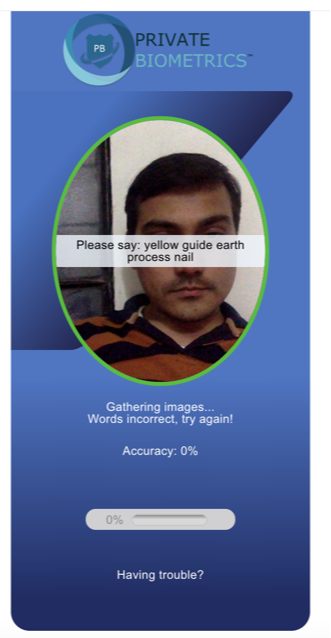 PB
PRIVATE
BIOMETRICS™
Please say: yellow guide earth
process nail
Gathering images...
Words incorrect, try again!
Accuracy: 0%
0%
Having trouble?